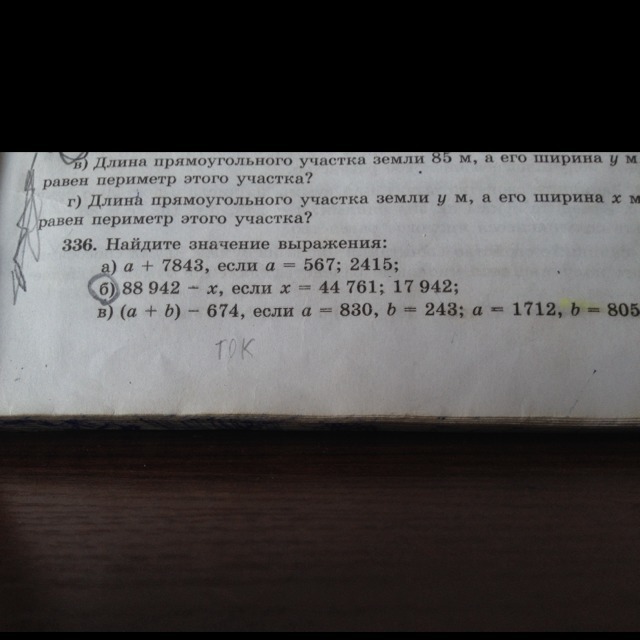 в) Длина прямоугольного участка земли 85 м, а его ширина y м
равен периметр этого участка?
г) Длина прямоугольного участка земли y м, а его ширина x м
равен периметр этого участка?
336. Найдите значение выражения:
а) a + 7843, если a = 567; 2415;
б) 88 942 − x, если x = 44 761; 17 942;
в) (a + b) − 674, если a = 830, b = 243; a = 1712, b = 805
ТОК